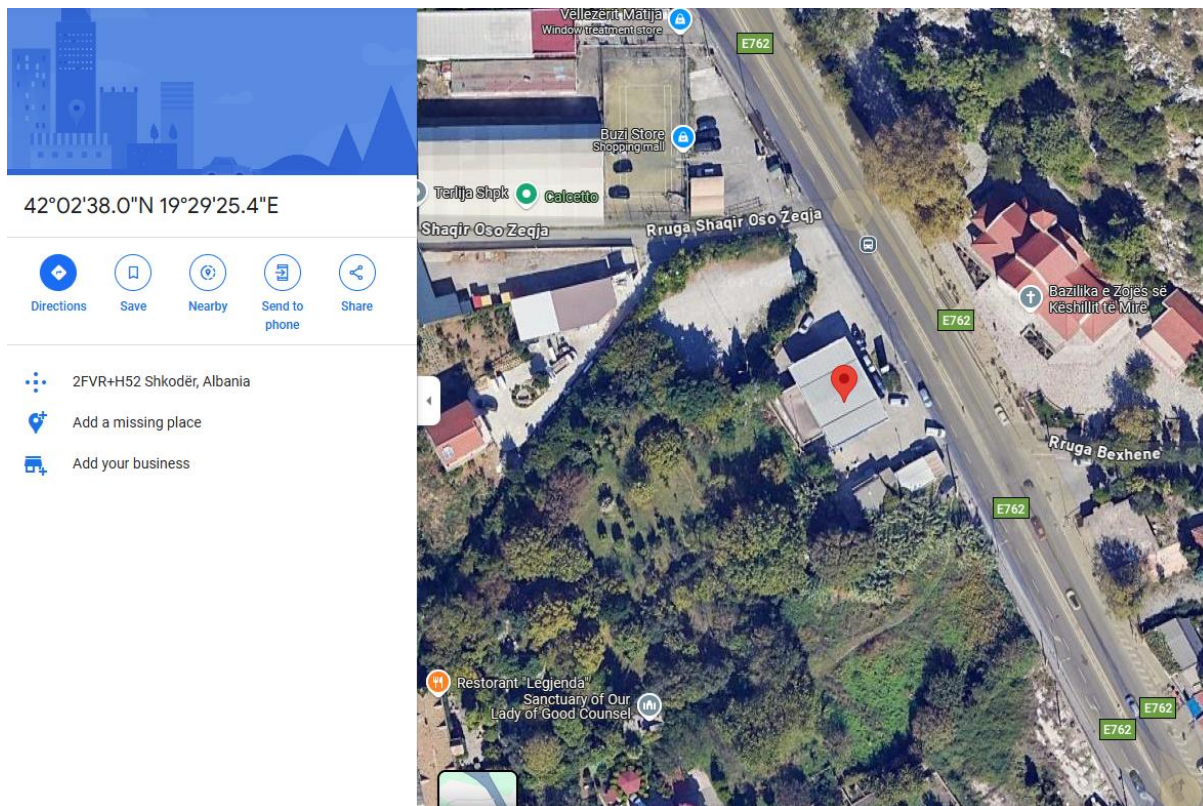 42°02'38.0"N 19°29'25.4"E
Directions
Save
Nearby
Send to
phone
Share
2FVR+H52 Shkodër, Albania
Add a missing place
Add your business
Vëllezërit Matija
Window treatment store
E762
Buzi Store
Shopping mall
Terlija Shpk
Calcetto
Shaqir Oso Zeqja
Rruga Shaqir Oso Zeqja
Bazilika e Zojës së
Këshillit të Mirë
E762
Rruga Bexhene
E762
Restorant "Legjenda"
Sanctuary of Our
Lady of Good Counsel
E762
E762